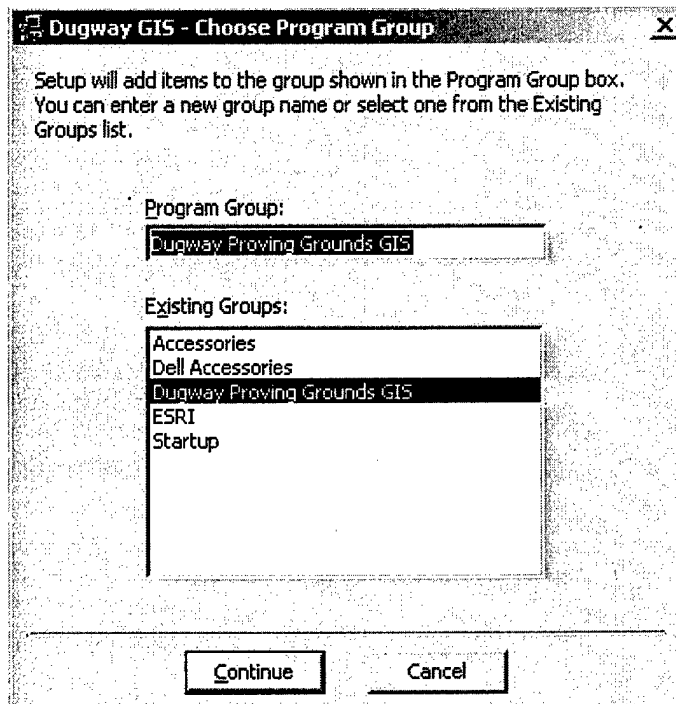 Dugway GIS - Choose Program Group
Setup will add items to the group shown in the Program Group box.
You can enter a new group name or select one from the Existing
Groups list.
Program Group:
Dugway Proving Grounds GIS
Existing Groups:
Accessories
Dell Accessories
Dugway Proving Grounds GIS
ESRI
Startup
Continue Cancel